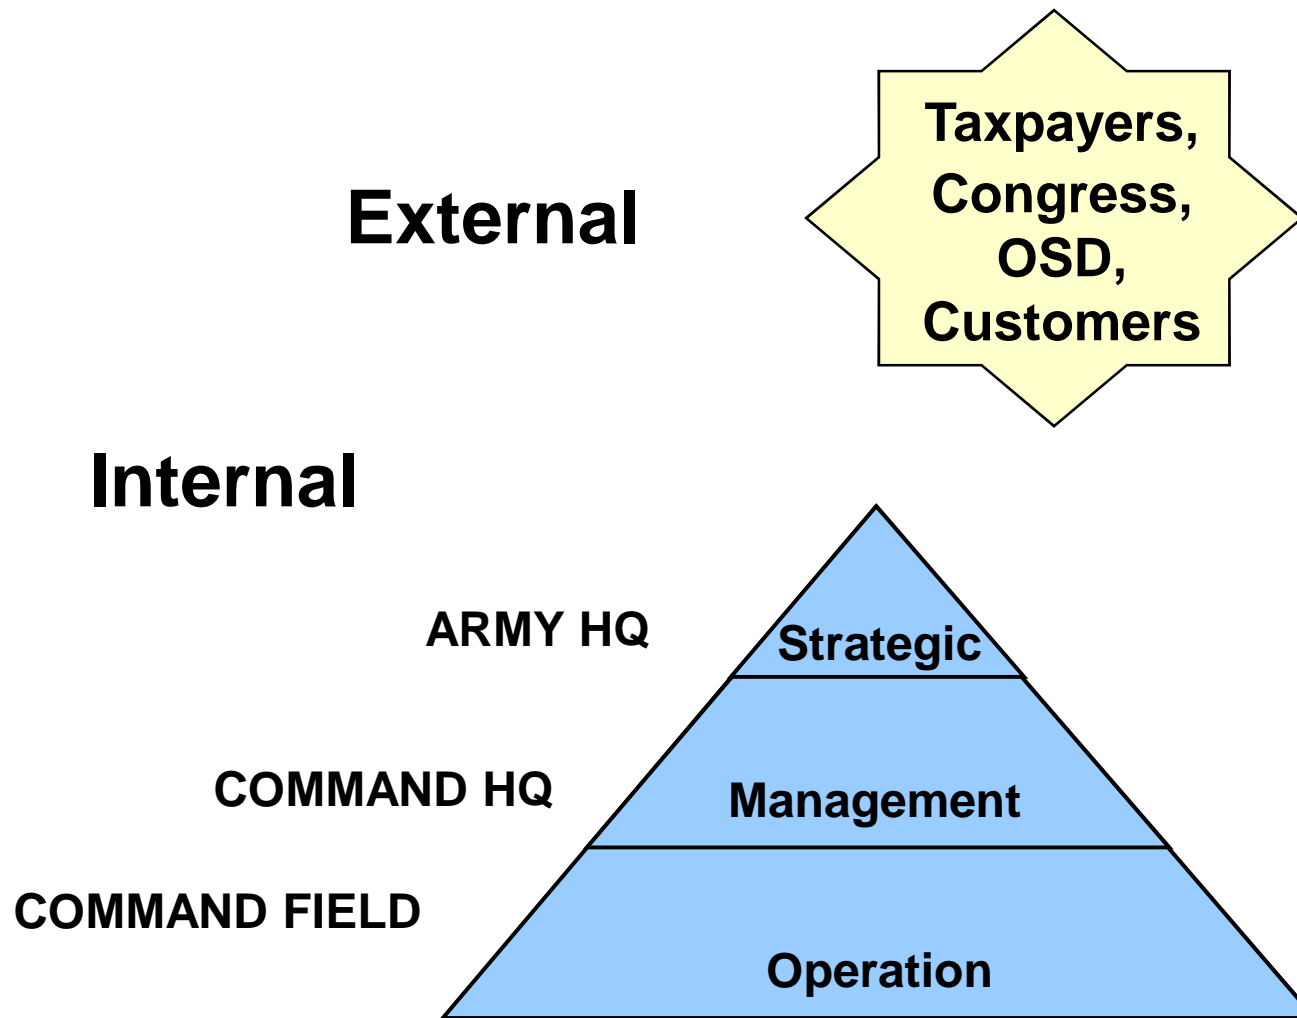 Taxpayers,
Congress,
OSD,
Customers
External
Internal
ARMY HQ
Strategic
COMMAND HQ
Management
COMMAND FIELD
Operation